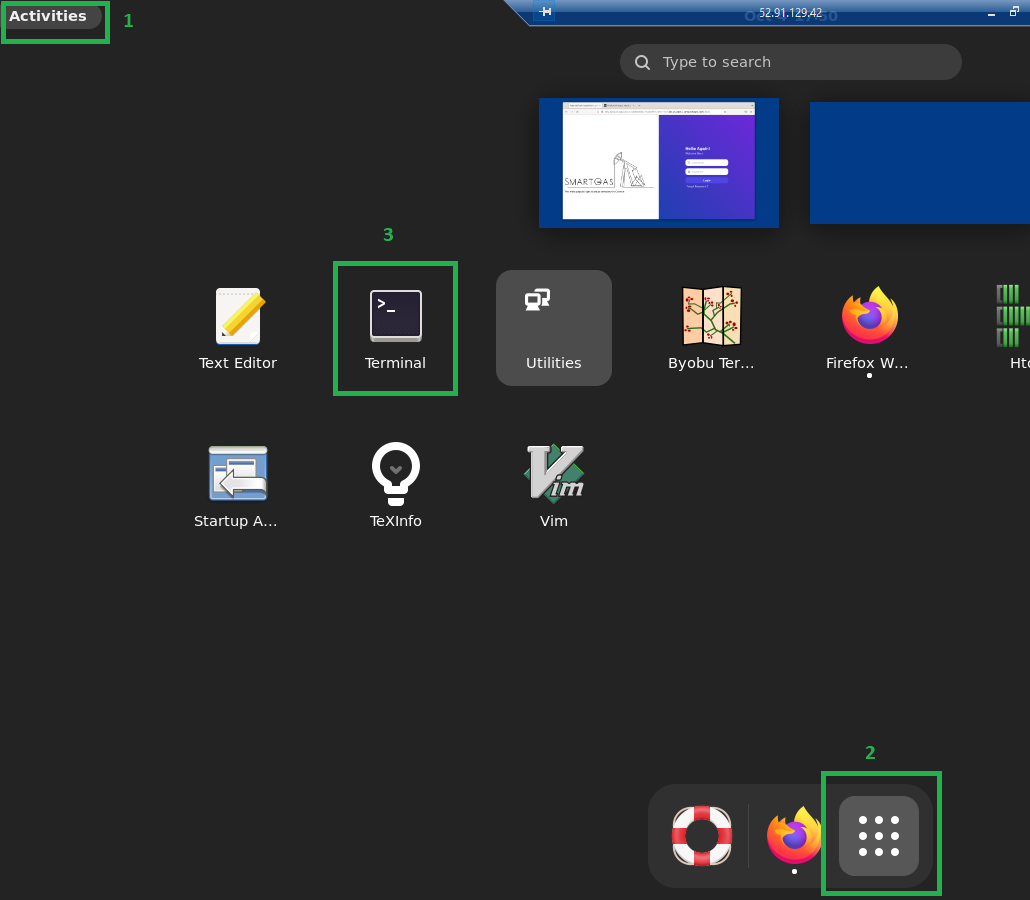 Activities
1
52.91.129.42
Type to search
Hello Again!
SMARTGAS
Login
3
>_
Text Editor
Terminal
Utilities
Byobu Ter...
Firefox W...
Startup A...
TeXInfo
Vim
2